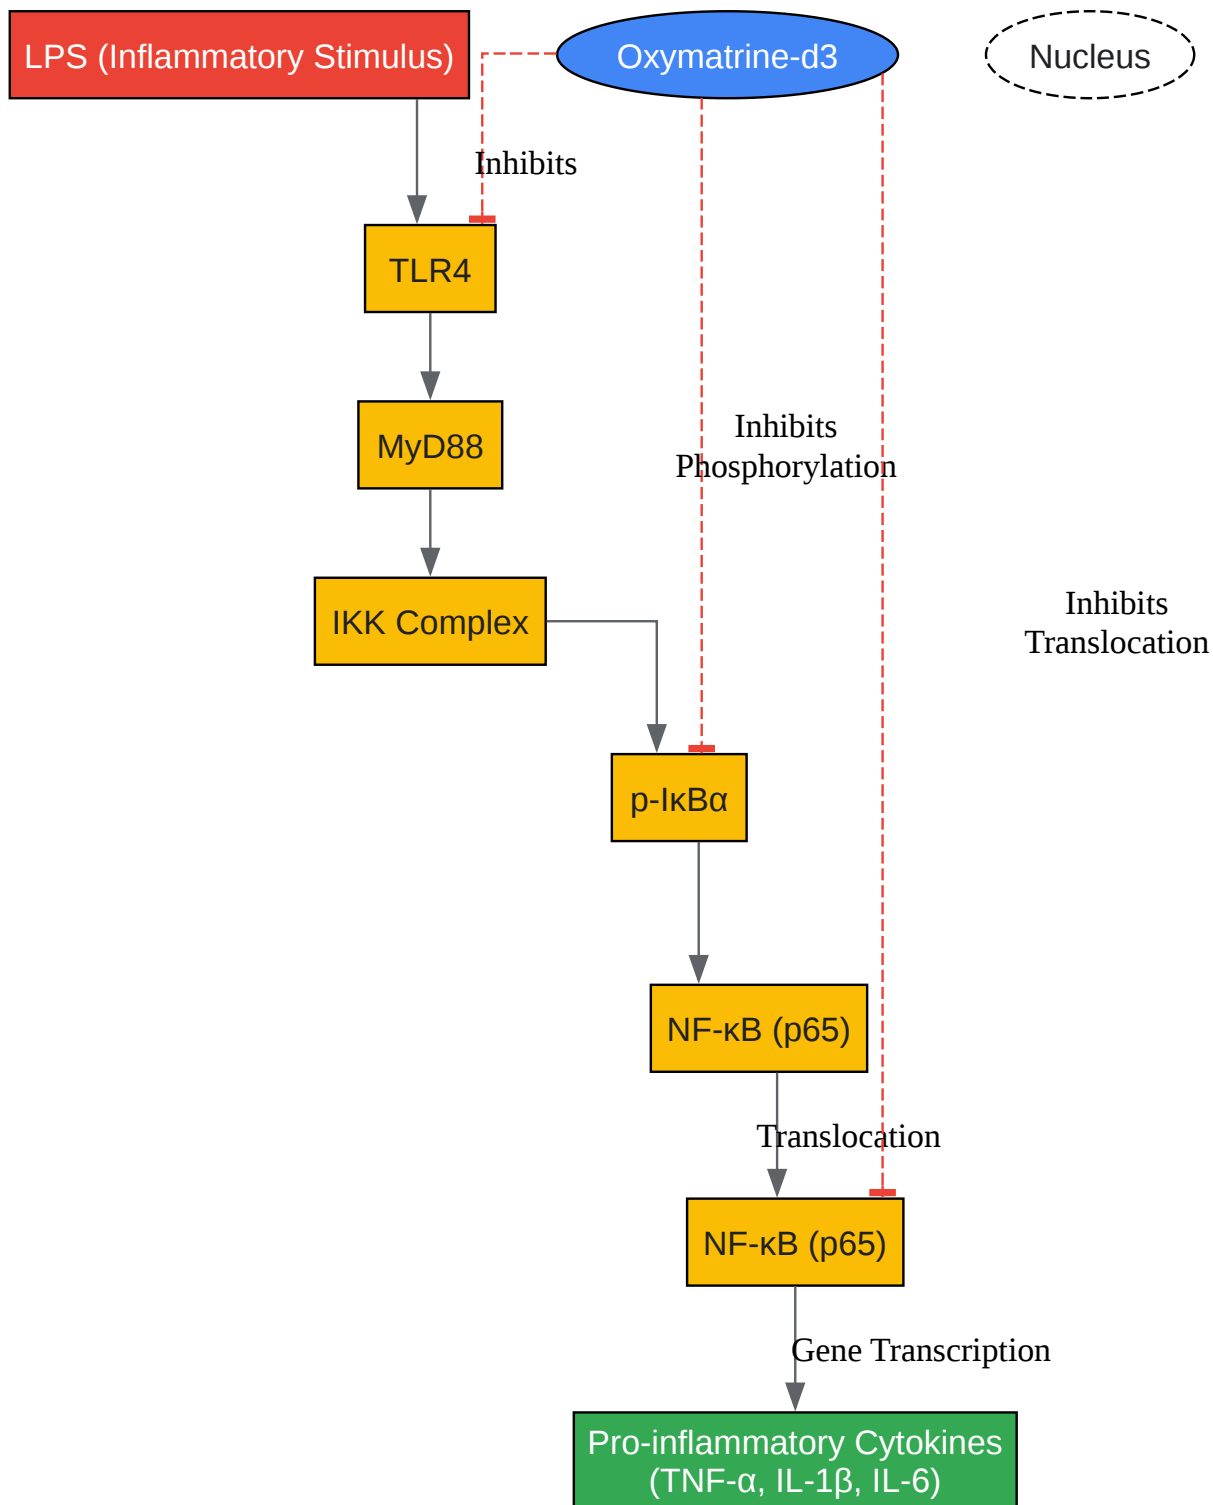 LPS (Inflammatory Stimulus)
Oxymatrine-d3
Nucleus
Inhibits
TLR4
MyD88
Inhibits
Phosphorylation
IKK Complex
Inhibits
Translocation
p-IκBα
NF-κB (p65)
Translocation
NF-κB (p65)
Gene Transcription
Pro-inflammatory Cytokines
(TNF-α, IL-1β, IL-6)